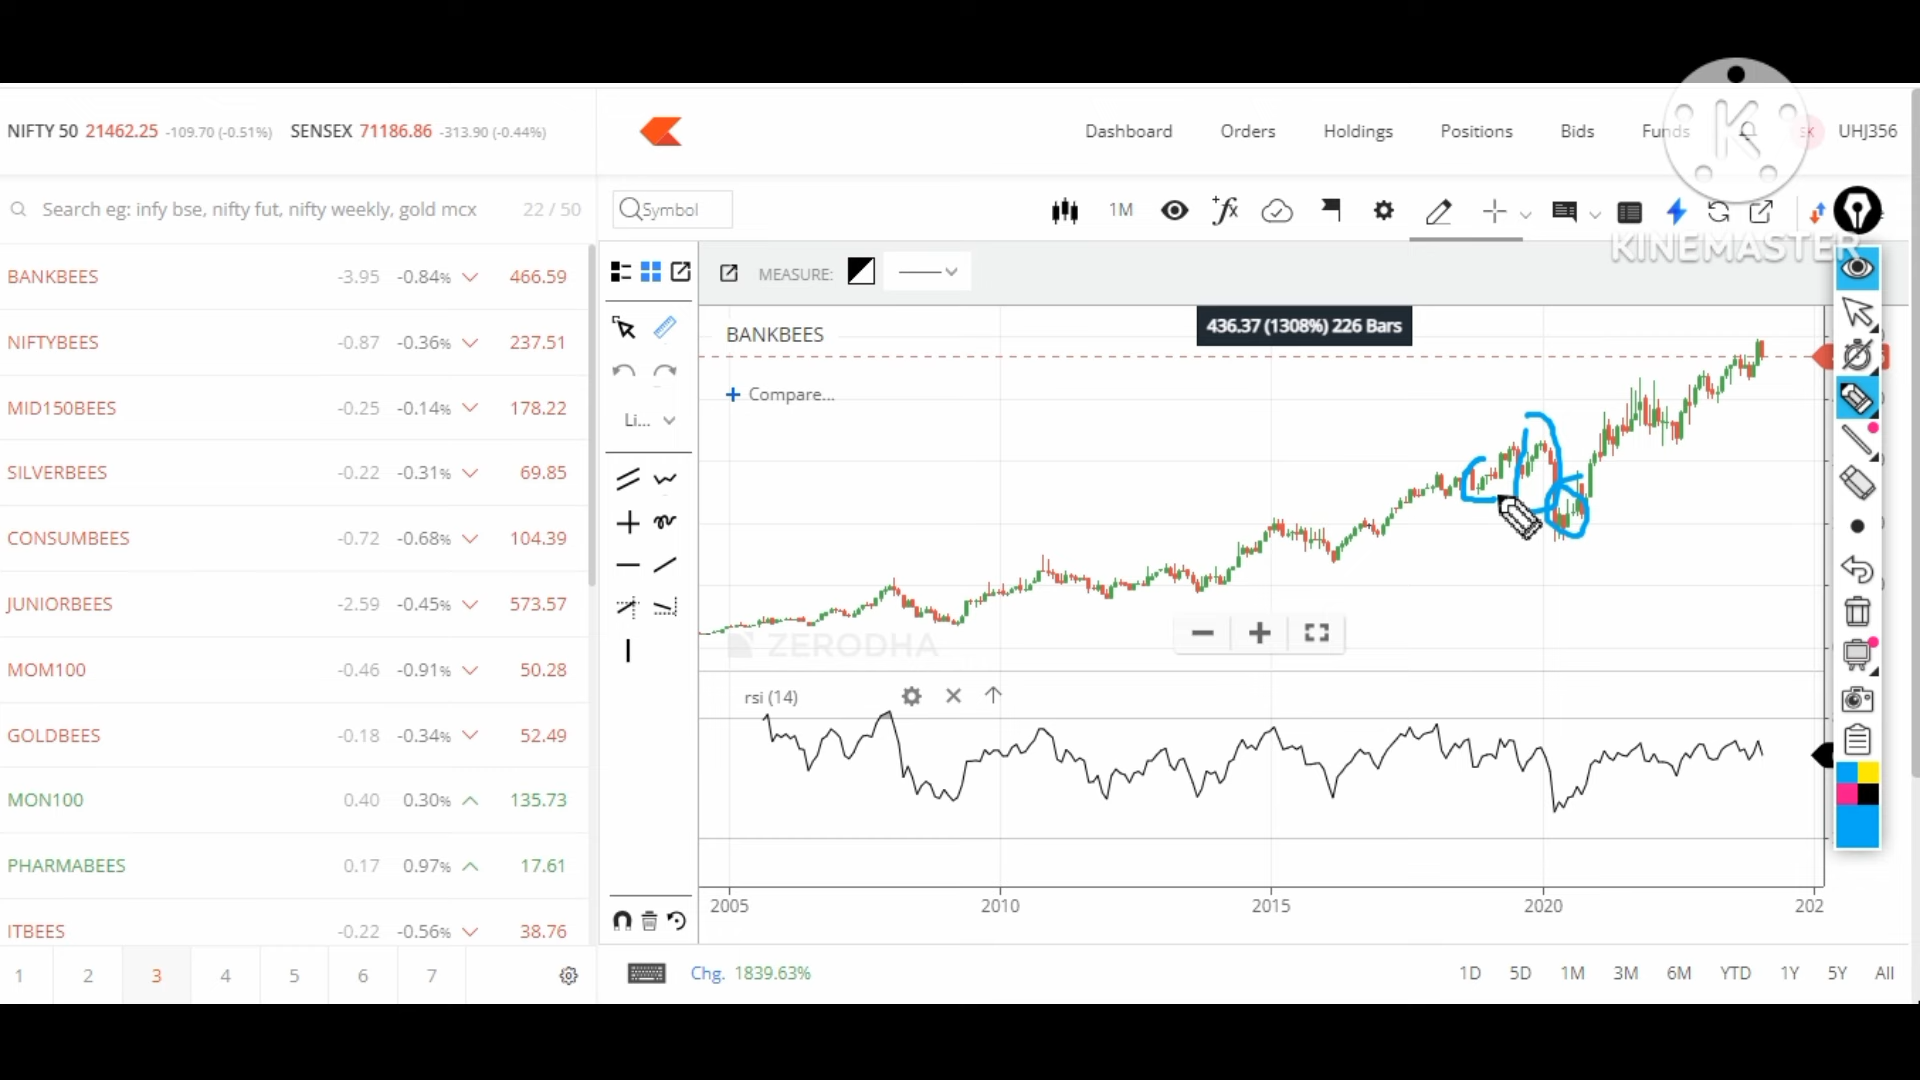 NIFTY 50 21462.25 -109.70 (-0.51%) SENSEX 71186.86 -313.90 (-0.44%)
Dashboard Orders Holdings Positions Bids Funds SK UHJ356
Search eg: infy bse, nifty fut, nifty weekly, gold mcx 22 / 50
Symbol 1M
KINEMASTER
BANKBEES -3.95 -0.84% 466.59
NIFTYBEES -0.87 -0.36% 237.51
MID150BEES -0.25 -0.14% 178.22
SILVERBEES -0.22 -0.31% 69.85
CONSUMBEES -0.72 -0.68% 104.39
JUNIORBEES -2.59 -0.45% 573.57
MOM100 -0.46 -0.91% 50.28
GOLDBEES -0.18 -0.34% 52.49
MON100 0.40 0.30% 135.73
PHARMABEES 0.17 0.97% 17.61
ITBEES -0.22 -0.56% 38.76
1 2 3 4 5 6 7
MEASURE:
436.37 (1308%) 226 Bars
BANKBEES
+ Compare...
Li...
ZERODHA
rsi (14)
2005 2010 2015 2020 202
Chg. 1839.63% 1D 5D 1M 3M 6M YTD 1Y 5Y All